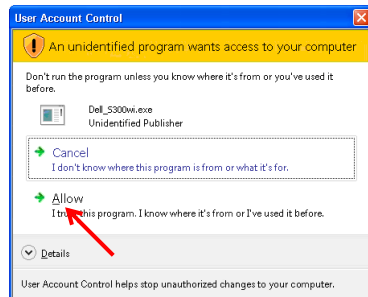 User Account Control
An unidentified program wants access to your computer
Don't run the program unless you know where it's from or you've used it
before.
Dell_S300wi.exe
Unidentified Publisher
Cancel
I don't know where this program is from or what it's for.
Allow
I trust this program. I know where it's from or I've used it before.
Details
User Account Control helps stop unauthorized changes to your computer.